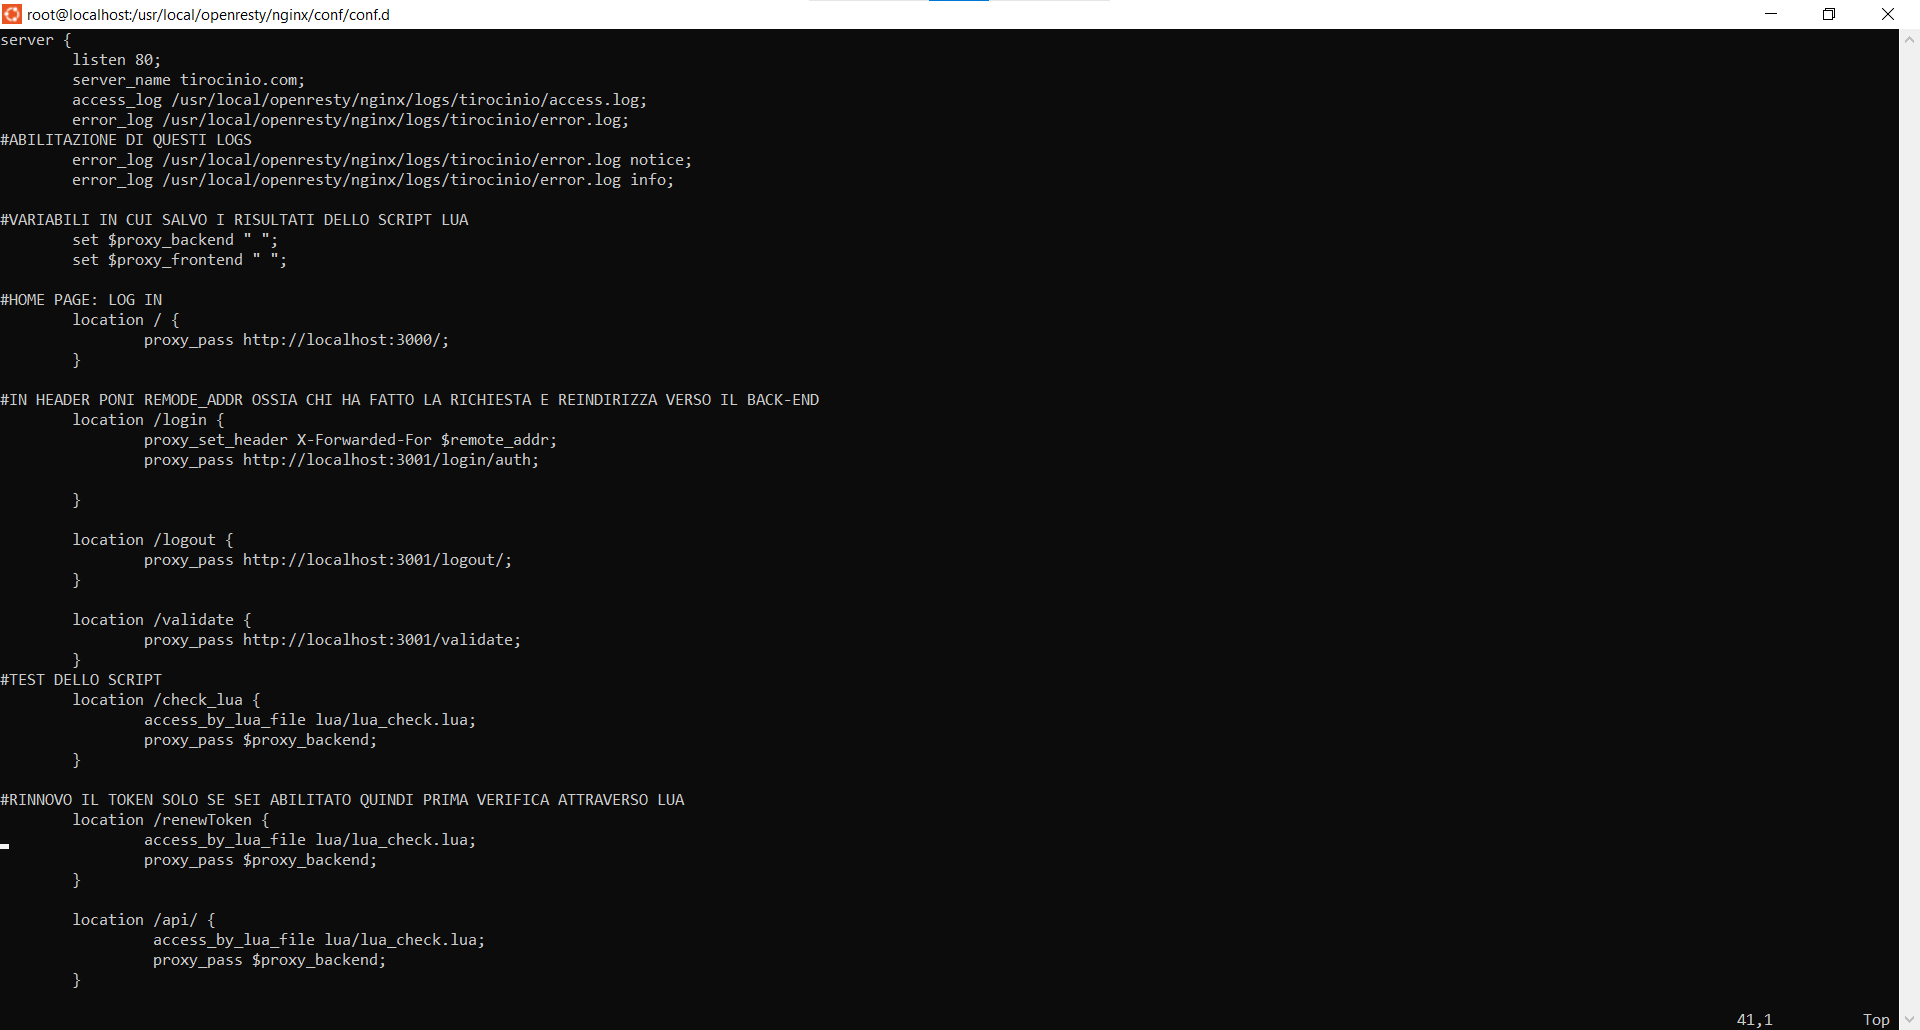 root@localhost:/usr/local/openresty/nginx/conf/conf.d
server {
listen 80;
server_name tirocinio.com;
access_log /usr/local/openresty/nginx/logs/tirocinio/access.log;
error_log /usr/local/openresty/nginx/logs/tirocinio/error.log;
#ABILITAZIONE DI QUESTI LOGS
error_log /usr/local/openresty/nginx/logs/tirocinio/error.log notice;
error_log /usr/local/openresty/nginx/logs/tirocinio/error.log info;
#VARIABILI IN CUI SALVO I RISULTATI DELLO SCRIPT LUA
set $proxy_backend " ";
set $proxy_frontend " ";
#HOME PAGE: LOG IN
location / {
proxy_pass http://localhost:3000/;
}
#IN HEADER PONI REMODE_ADDR OSSIA CHI HA FATTO LA RICHIESTA E REINDIRIZZA VERSO IL BACK-END
location /login {
proxy_set_header X-Forwarded-For $remote_addr;
proxy_pass http://localhost:3001/login/auth;
}
location /logout {
proxy_pass http://localhost:3001/logout/;
}
location /validate {
proxy_pass http://localhost:3001/validate;
}
#TEST DELLO SCRIPT
location /check_lua {
access_by_lua_file lua/lua_check.lua;
proxy_pass $proxy_backend;
}
#RINNOVO IL TOKEN SOLO SE SEI ABILITATO QUINDI PRIMA VERIFICA ATTRAVERSO LUA
location /renewToken {
access_by_lua_file lua/lua_check.lua;
proxy_pass $proxy_backend;
}
location /api/ {
access_by_lua_file lua/lua_check.lua;
proxy_pass $proxy_backend;
}
41,1 Top